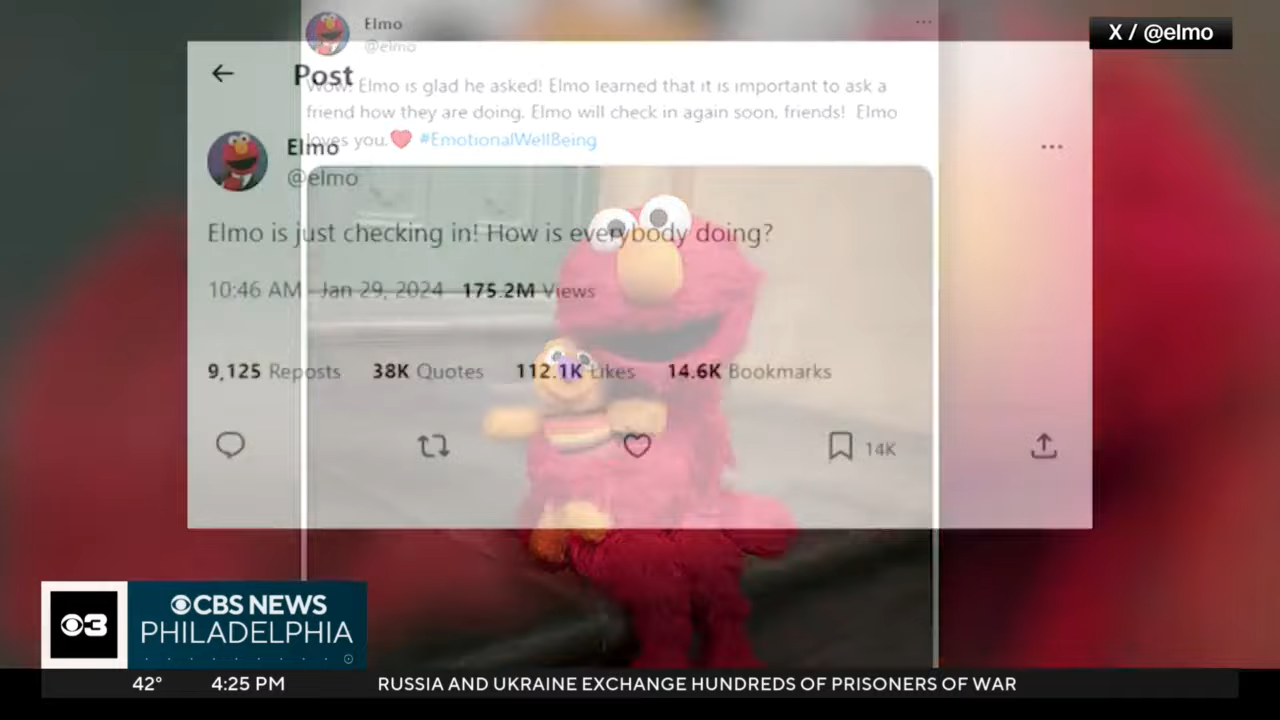 X / @elmo
Elmo
@elmo
Wow! Elmo is glad he asked! Elmo learned that it is important to ask a
friend how they are doing. Elmo will check in again soon, friends! Elmo
loves you.❤️ #EmotionalWellBeing
Post
Elmo
@elmo
Elmo is just checking in! How is everybody doing?
10:46 AM Jan 29, 2024 175.2M Views
9,125 Reposts 38K Quotes 112.1K Likes 14.6K Bookmarks
14K
3
CBS NEWS
PHILADELPHIA
42° 4:25 PM RUSSIA AND UKRAINE EXCHANGE HUNDREDS OF PRISONERS OF WAR